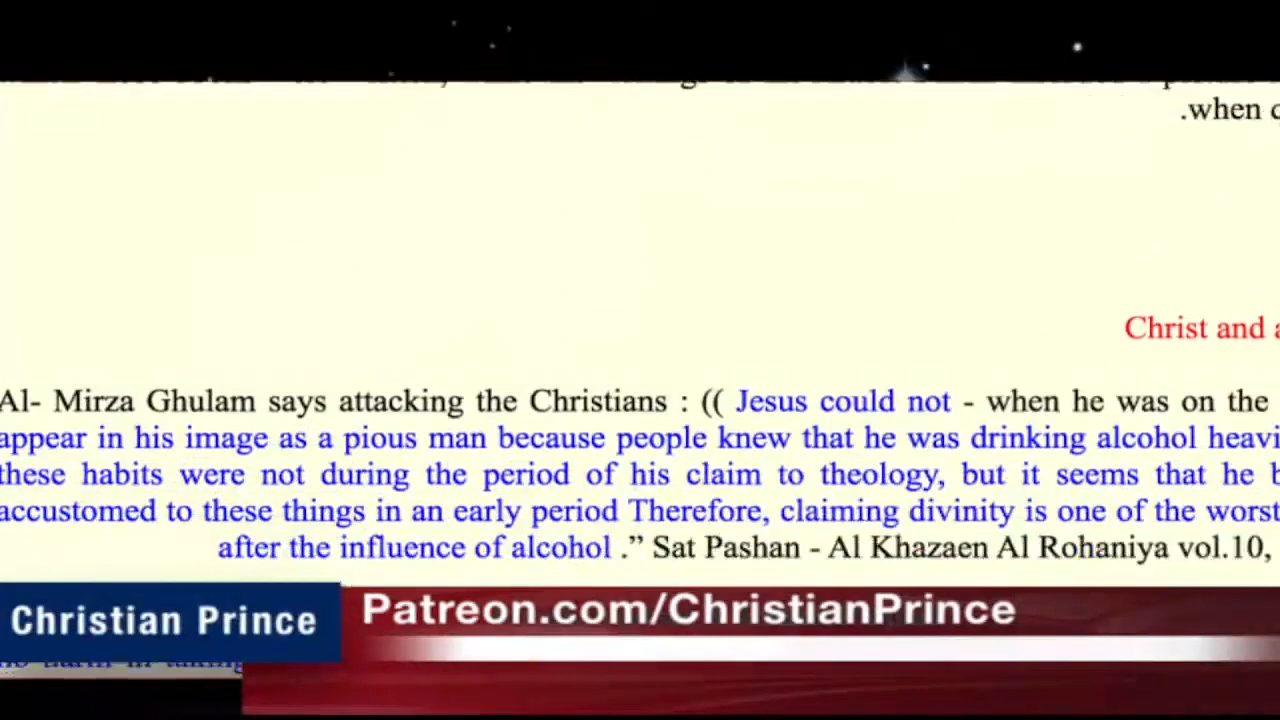 .when
Christ and
Al- Mirza Ghulam says attacking the Christians : (( Jesus could not - when he was on the
appear in his image as a pious man because people knew that he was drinking alcohol
these habits were not during the period of his claim to theology, but it seems that he
accustomed to these things in an early period Therefore, claiming divinity is one of the worst
after the influence of alcohol .” Sat Pashan - Al Khazaen Al Rohaniya vol.10,
Christian Prince
Patreon.com/ChristianPrince